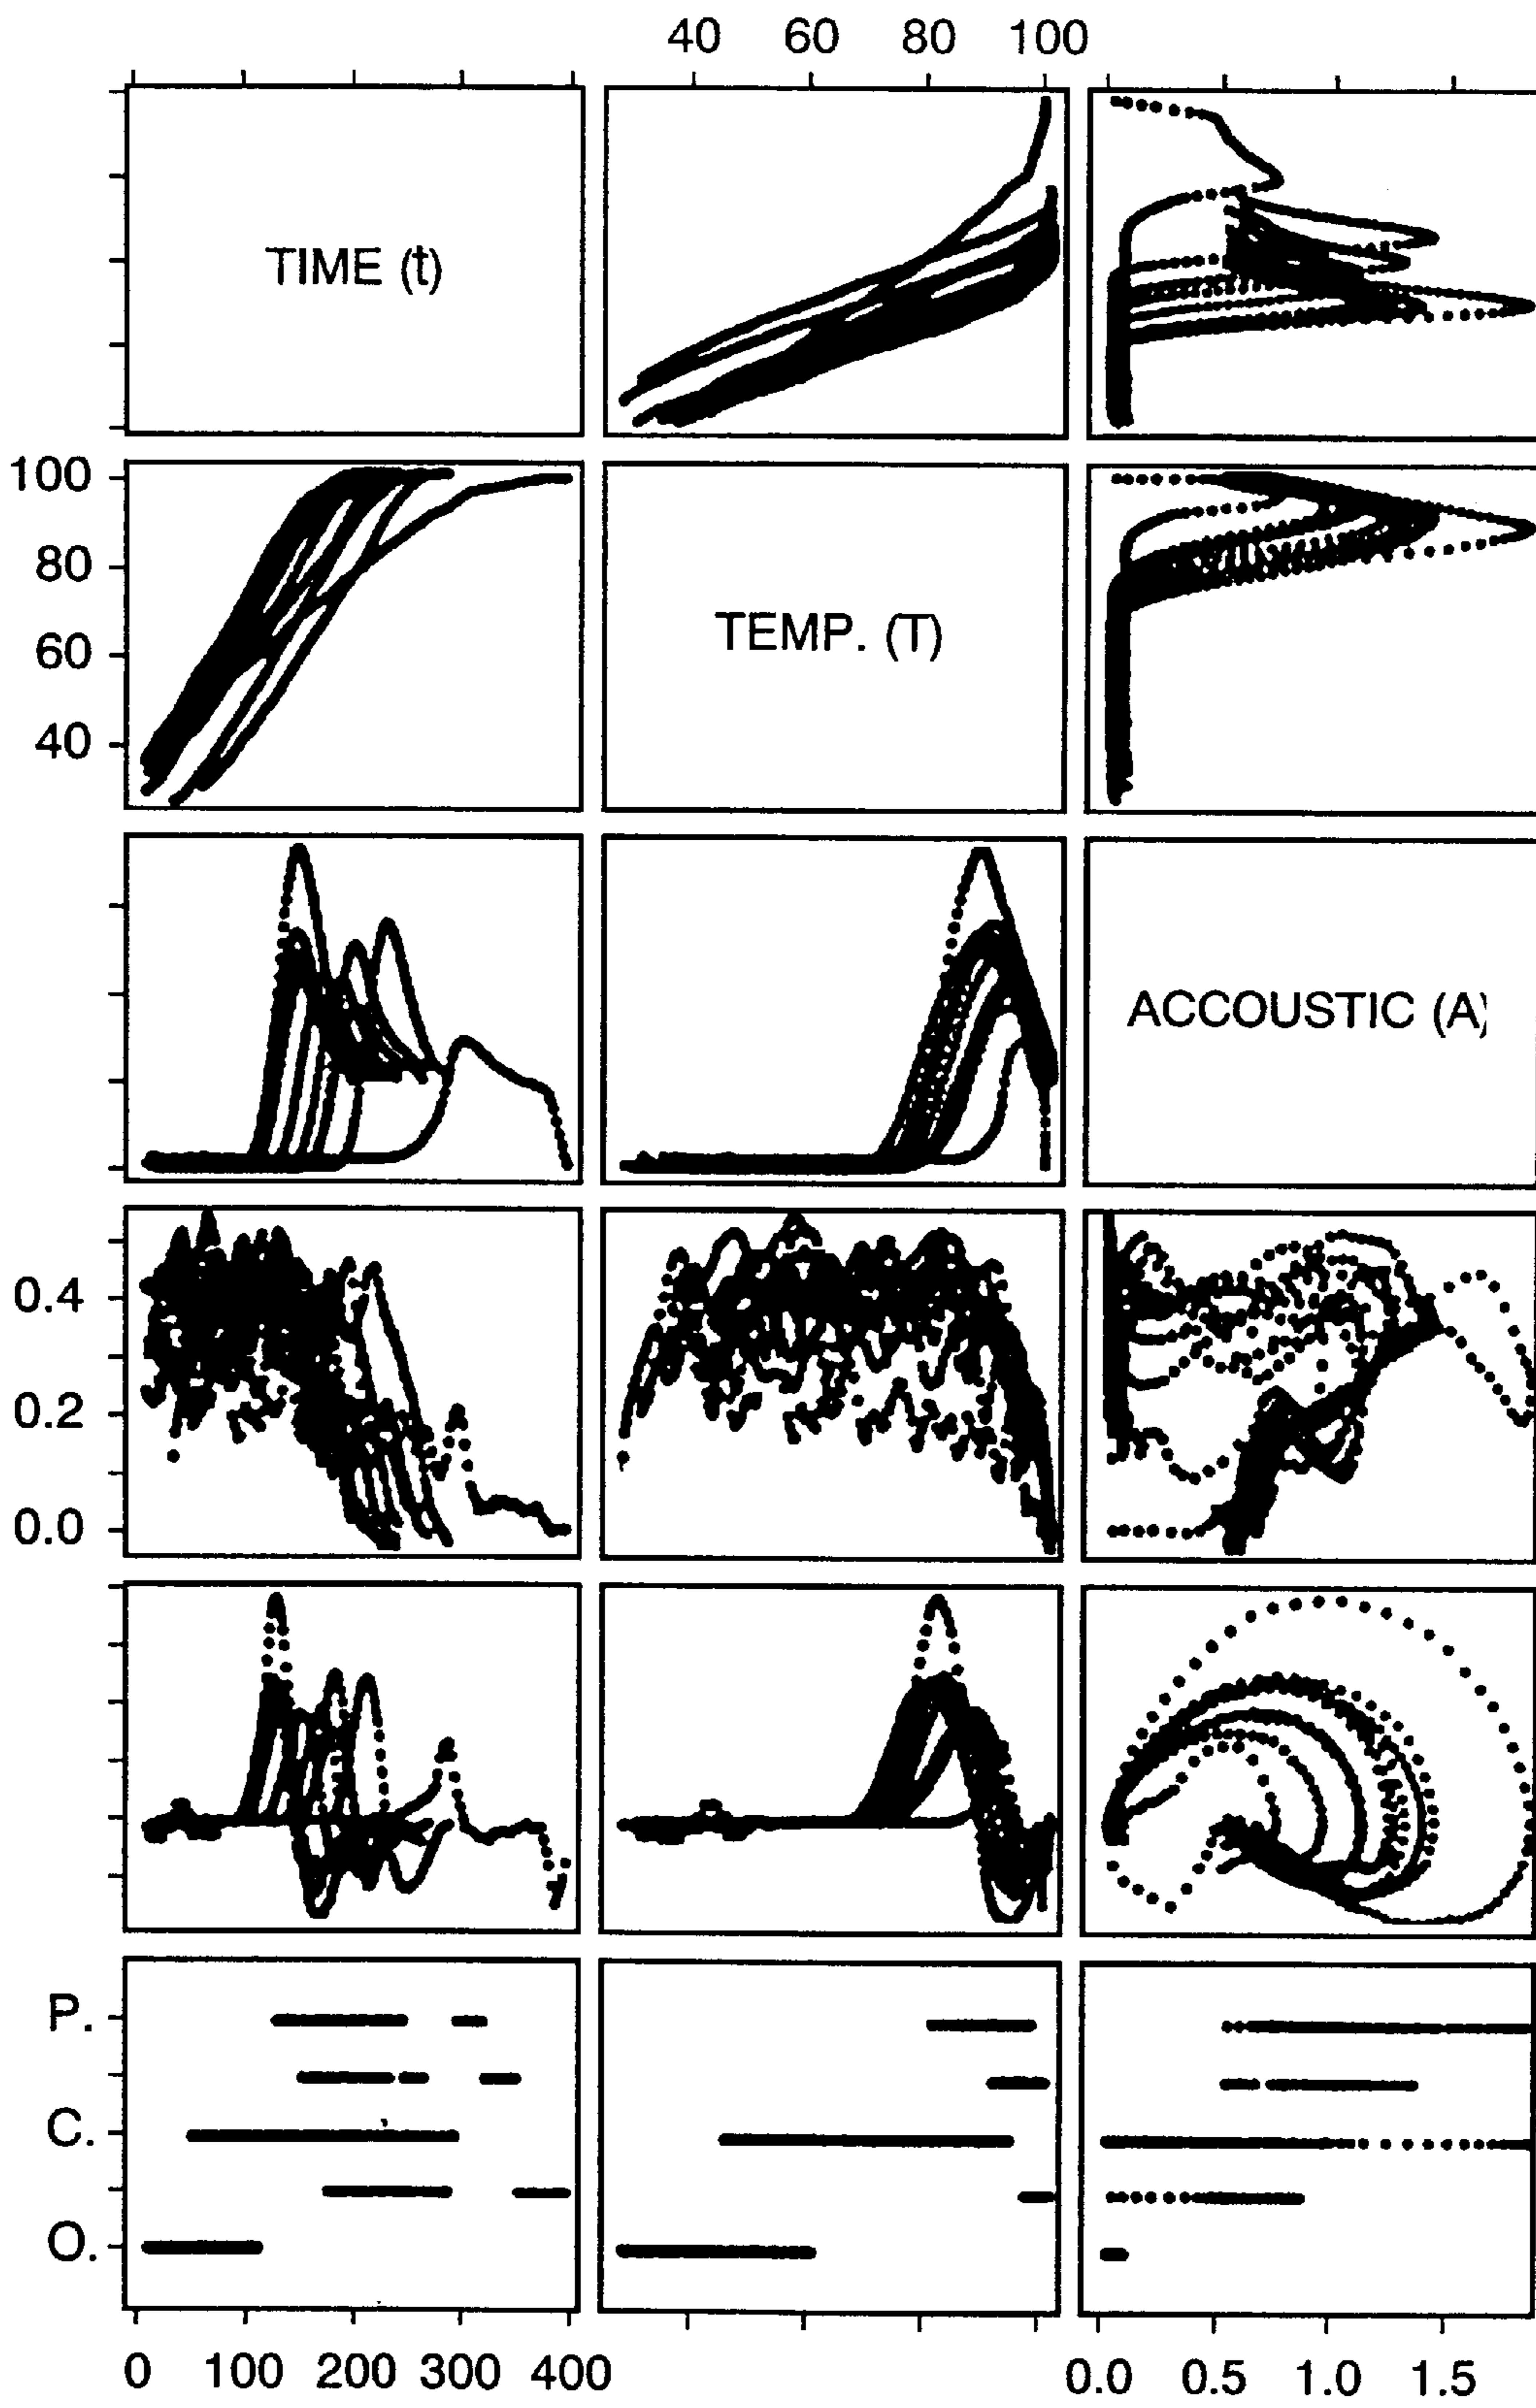 40 60 80 100
TIME (t)
100
80
60
40
TEMP. (T)
ACCOUSTIC (A)
0.4
0.2
0.0
P.
C.
O.
0 100 200 300 400
0.0 0.5 1.0 1.5